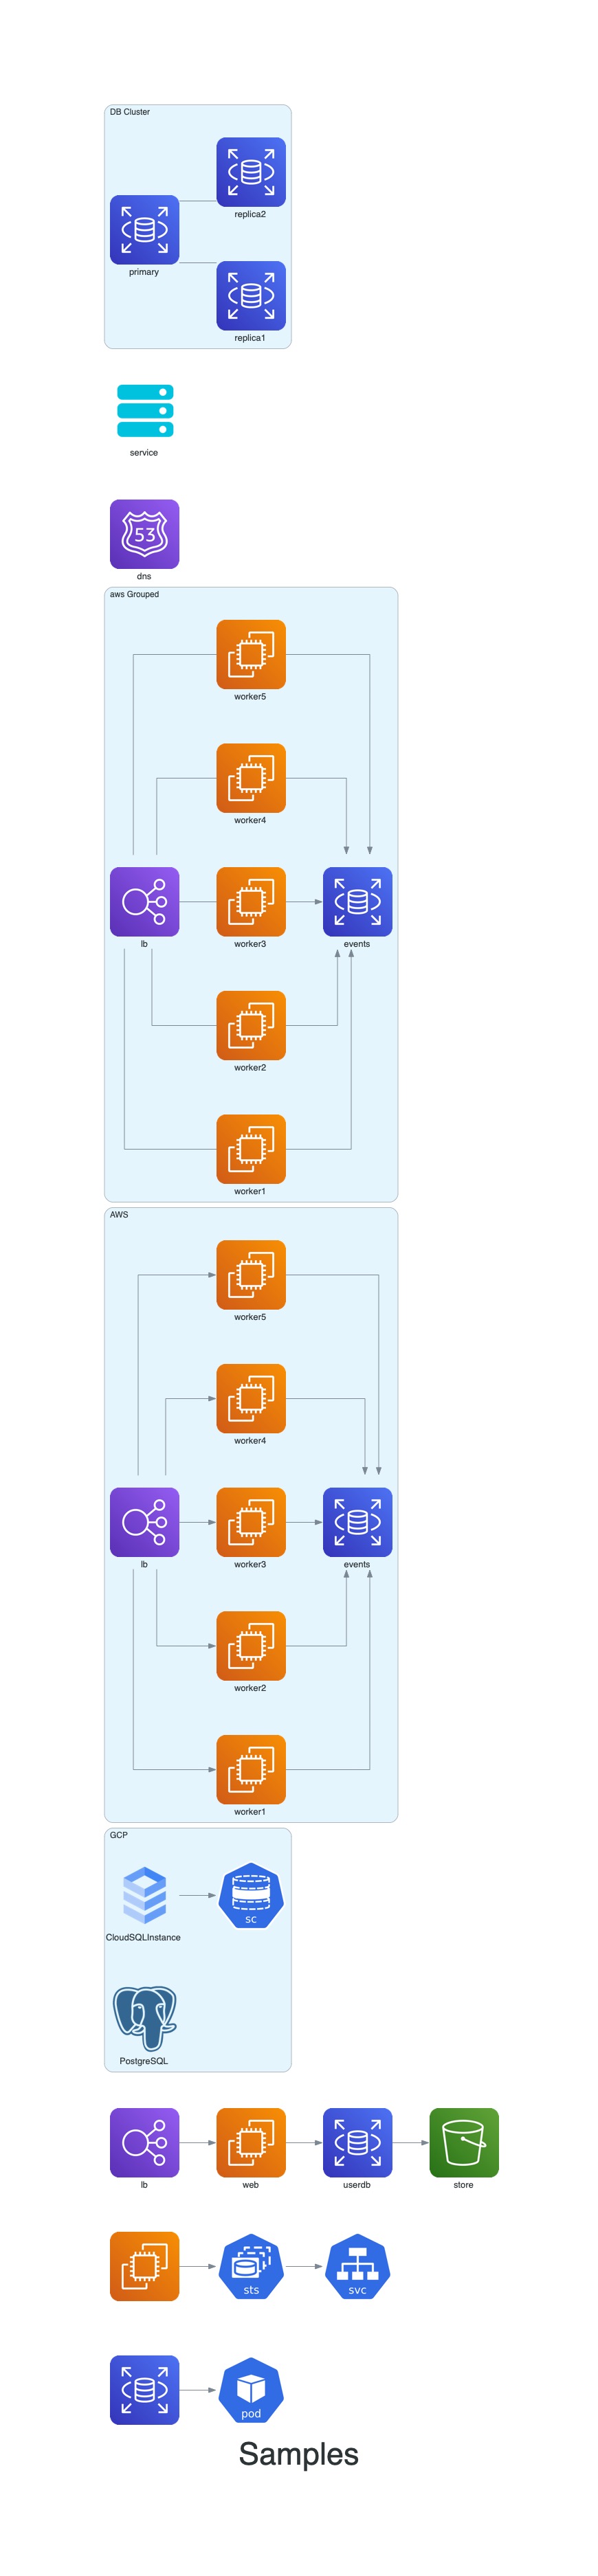 DB Cluster
replica2
primary
replica1
service
53
dns
aws Grouped
worker5
worker4
lb
worker3
events
worker2
worker1
AWS
worker5
worker4
lb
worker3
events
worker2
worker1
GCP
sc
CloudSQLInstance
PostgreSQL
lb
web
userdb
store
sts
svc
pod
Samples